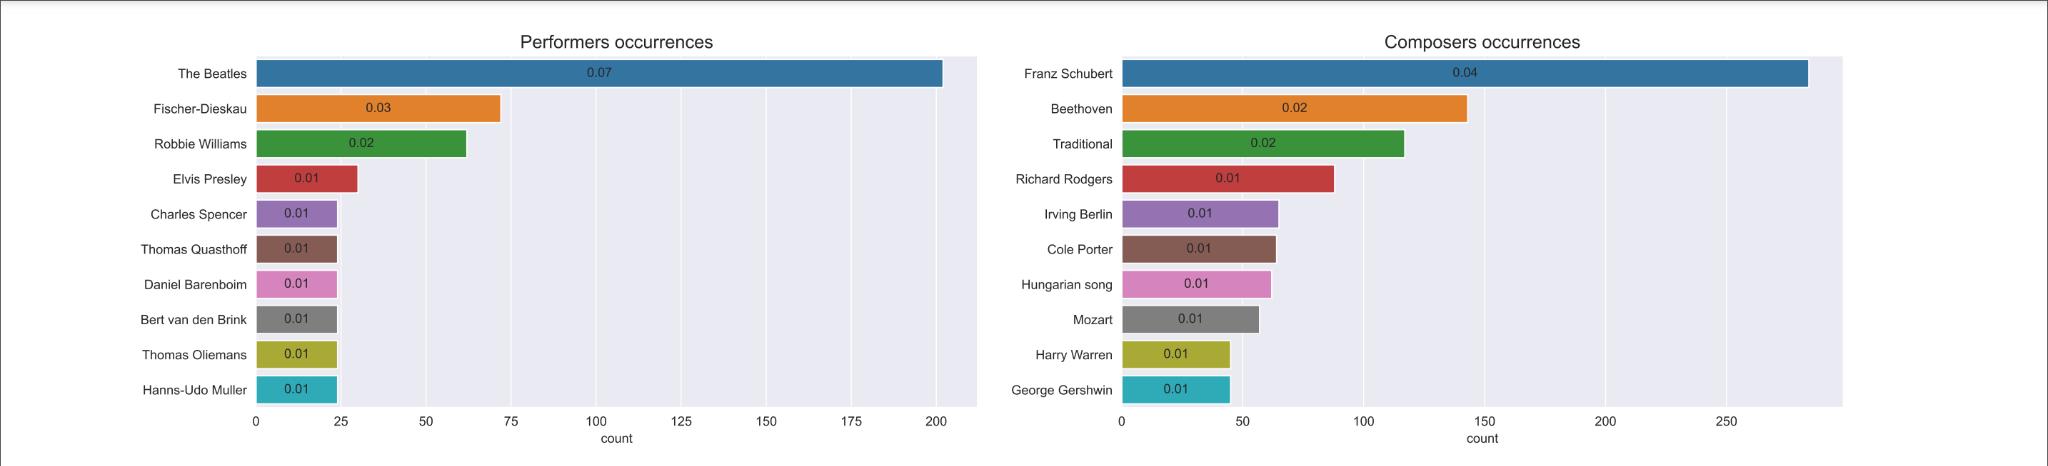 Performers occurrences
The Beatles 0.07
Fischer-Dieskau 0.03
Robbie Williams 0.02
Elvis Presley 0.01
Charles Spencer 0.01
Thomas Quasthoff 0.01
Daniel Barenboim 0.01
Bert van den Brink 0.01
Thomas Oliemans 0.01
Hanns-Udo Muller 0.01
0 25 50 75 100 125 150 175 200
count
Composers occurrences
Franz Schubert 0.04
Beethoven 0.02
Traditional 0.02
Richard Rodgers 0.01
Irving Berlin 0.01
Cole Porter 0.01
Hungarian song 0.01
Mozart 0.01
Harry Warren 0.01
George Gershwin 0.01
0 50 100 150 200 250
count